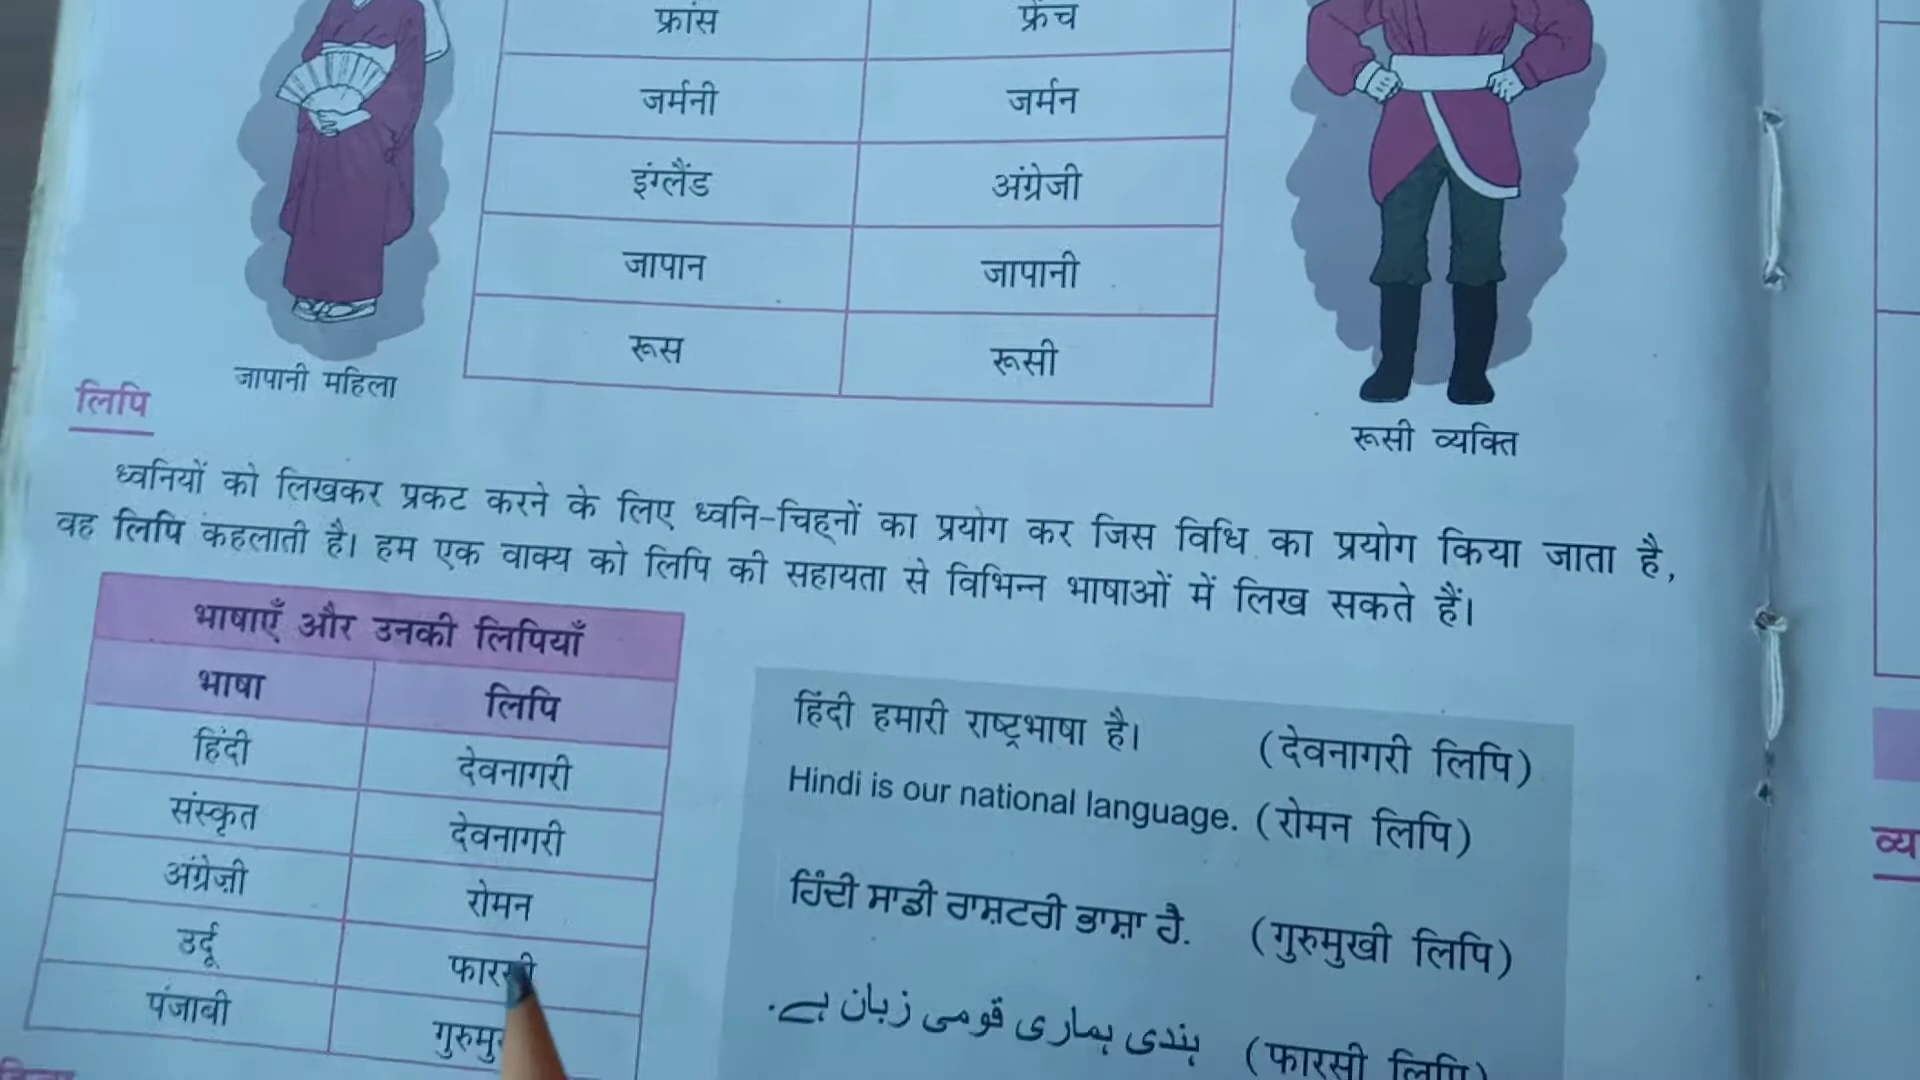 फ्रांस फ्रेंच
जर्मनी जर्मन
इंग्लैंड अंग्रेजी
जापान जापानी
रूस रूसी
जापानी महिला
रूसी व्यक्ति
लिपि
ध्वनियों को लिखकर प्रकट करने के लिए ध्वनि-चिह्नों का प्रयोग कर जिस विधि का प्रयोग किया जाता है,
वह लिपि कहलाती है। हम एक वाक्य को लिपि की सहायता से विभिन्न भाषाओं में लिख सकते हैं।
भाषाएँ और उनकी लिपियाँ
भाषा लिपि
हिंदी देवनागरी
संस्कृत देवनागरी
अंग्रेज़ी रोमन
उर्दू फारसी
पंजाबी
हिंदी हमारी राष्ट्रभाषा है। (देवनागरी लिपि)
Hindi is our national language. (रोमन लिपि)
ਹਿੰਦੀ ਸਾਡੀ ਰਾਸ਼ਟਰੀ ਭਾਸ਼ਾ ਹੈ. (गुरुमुखी लिपि)
ہندی ہماری قومی زبان ہے. (फारसी लिपि)